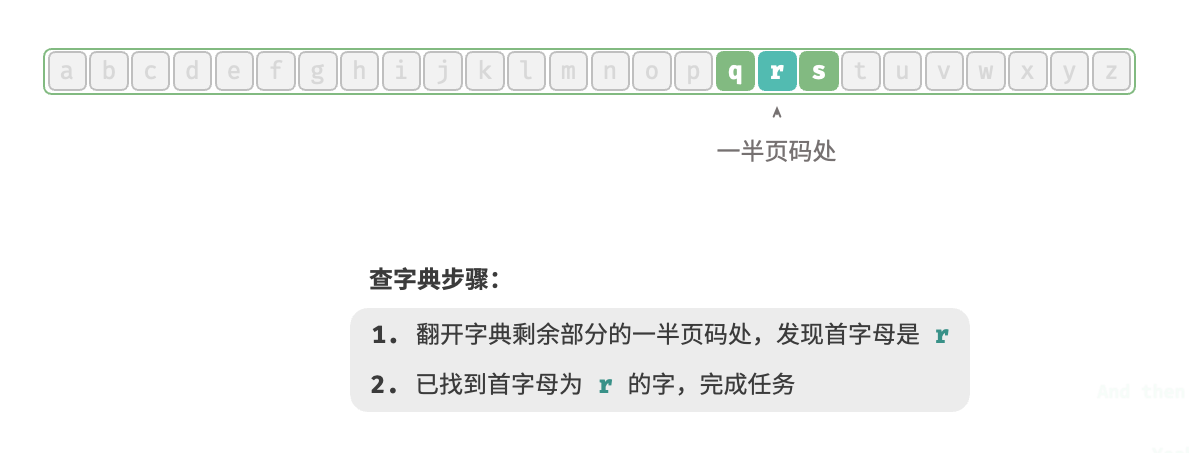 a b c d e f g h i j k l m n o p q r s t u v w x y z
一半页码处
查字典步骤：
1. 翻开字典剩余部分的一半页码处，发现首字母是 r
2. 已找到首字母为 r 的字，完成任务
And then